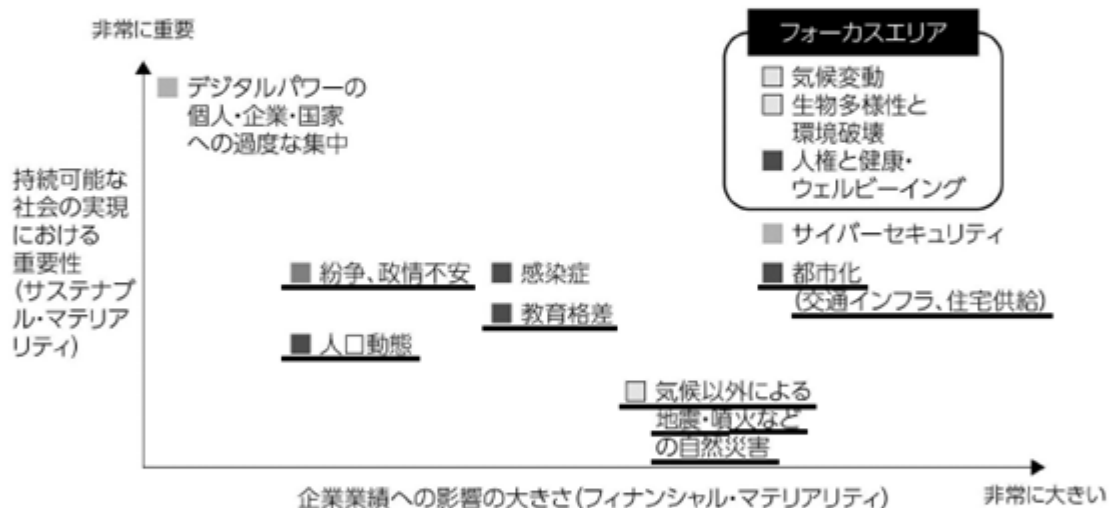 非常に重要
フォーカスエリア
気候変動
生物多様性と
環境破壊
人権と健康・
ウェルビーイング
デジタルパワーの
個人・企業・国家
への過度な集中
持続可能な
社会の実現
における
重要性
(サステナブ
ル・マテリア
リティ)
サイバーセキュリティ
紛争、政情不安
感染症
都市化
(交通インフラ、住宅供給)
教育格差
人口動態
気候以外による
地震・噴火など
の自然災害
企業業績への影響の大きさ(フィナンシャル・マテリアリティ)
非常に大きい